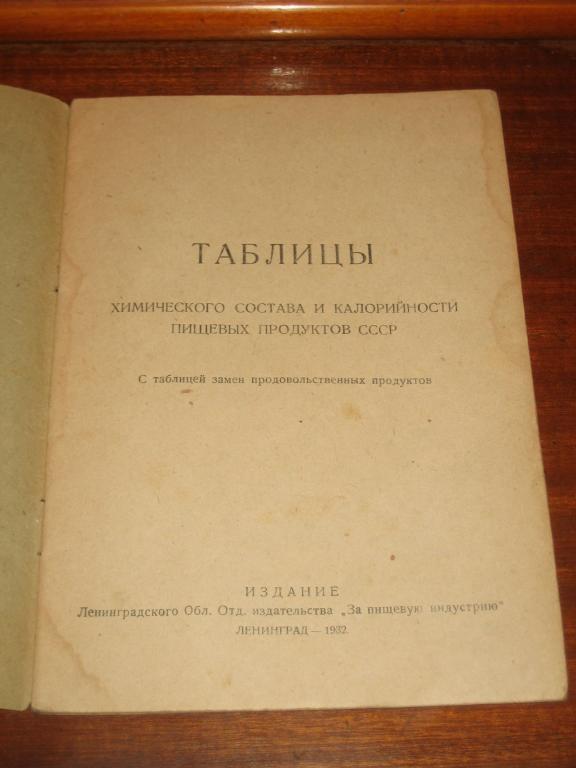 ТАБЛИЦЫ
ХИМИЧЕСКОГО СОСТАВА И КАЛОРИЙНОСТИ
ПИЩЕВЫХ ПРОДУКТОВ СССР
С таблицей замен продовольственных продуктов
ИЗДАНИЕ
Ленинградского Обл. Отд. издательства „За пищевую индустрию"
ЛЕНИНГРАД — 1932.